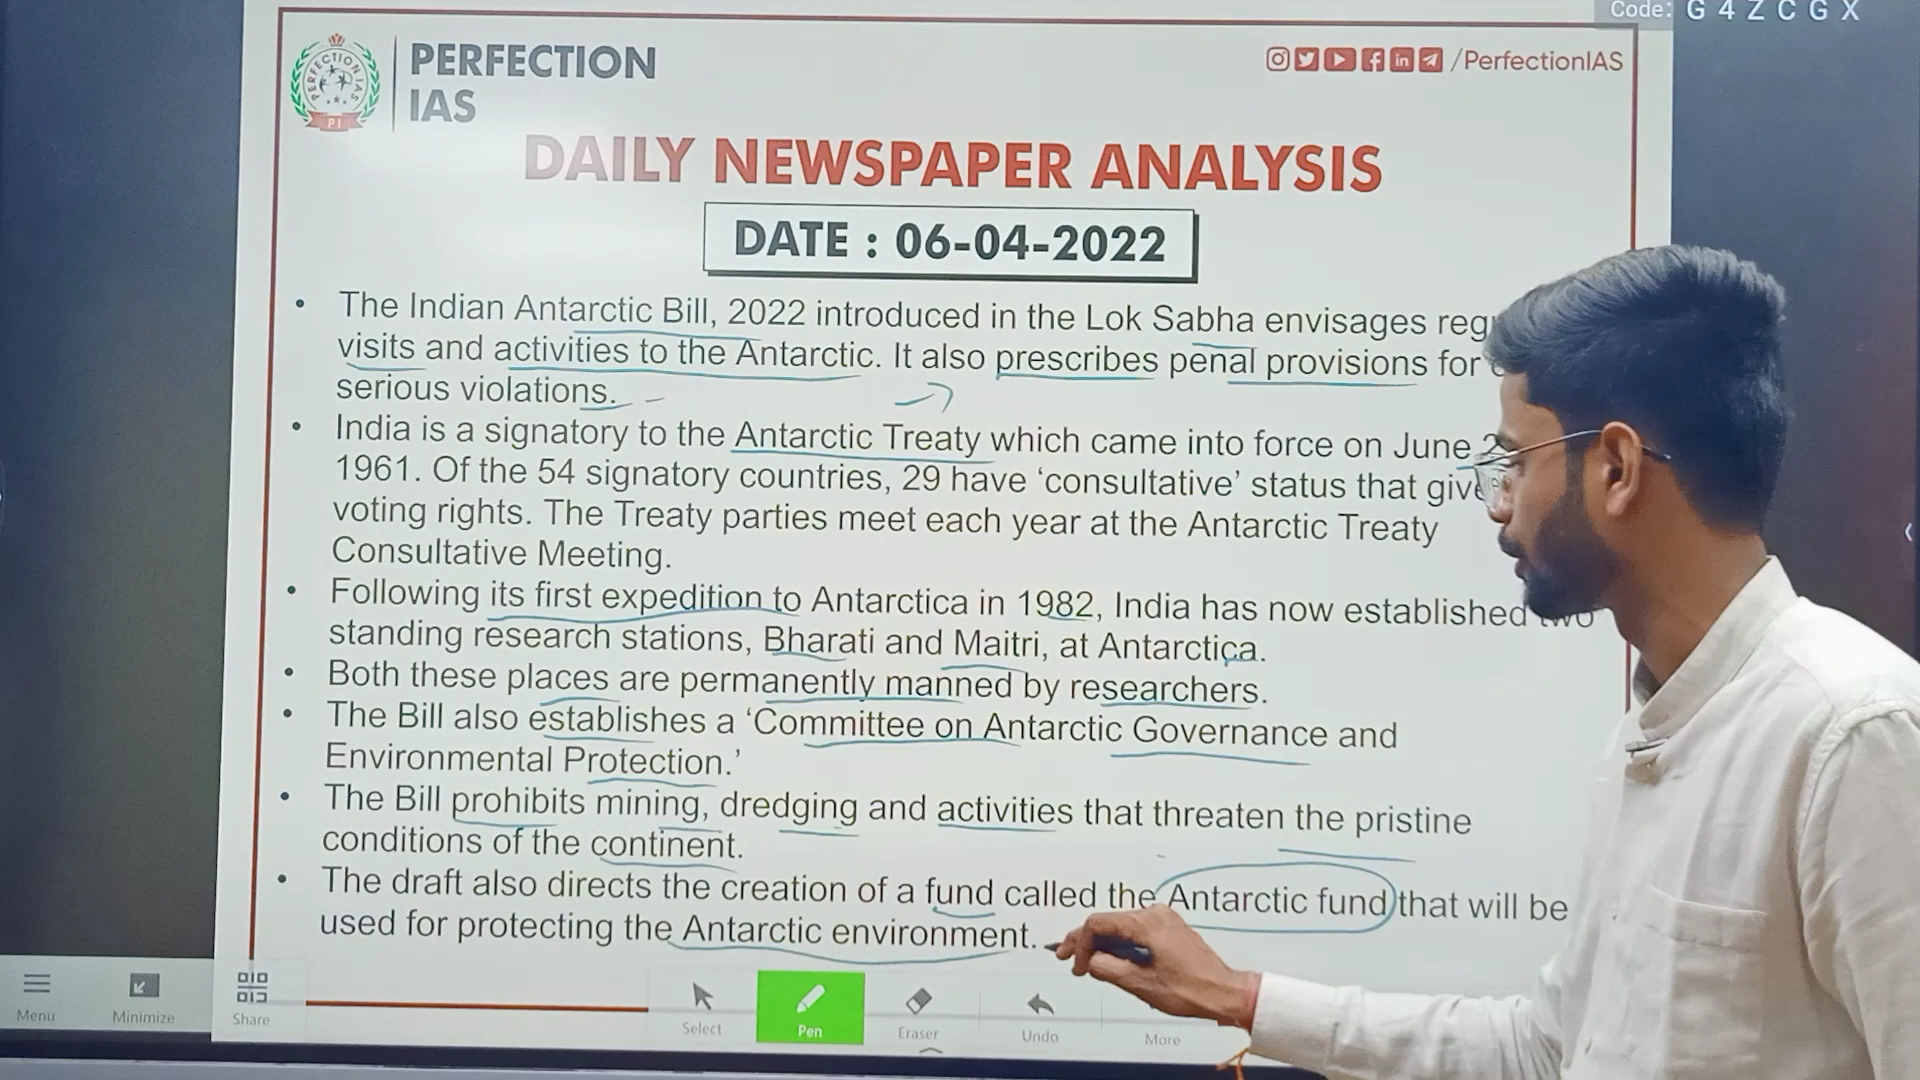 Code: G 4 Z C G X
PERFECTION
IAS
PERFECTION IAS
PI
/PerfectionIAS
DAILY NEWSPAPER ANALYSIS
DATE : 06-04-2022
• The Indian Antarctic Bill, 2022 introduced in the Lok Sabha envisages
visits and activities to the Antarctic. It also prescribes penal provisions for
serious violations.
• India is a signatory to the Antarctic Treaty which came into force on June
1961. Of the 54 signatory countries, 29 have ‘consultative’ status that
voting rights. The Treaty parties meet each year at the Antarctic Treaty
Consultative Meeting.
• Following its first expedition to Antarctica in 1982, India has now established two
standing research stations, Bharati and Maitri, at Antarctica.
• Both these places are permanently manned by researchers.
• The Bill also establishes a ‘Committee on Antarctic Governance and
Environmental Protection.’
• The Bill prohibits mining, dredging and activities that threaten the pristine
conditions of the continent.
• The draft also directs the creation of a fund called the Antarctic fund that will be
used for protecting the Antarctic environment.
Menu
Minimize
Share
Select
Pen
Eraser
Undo
More